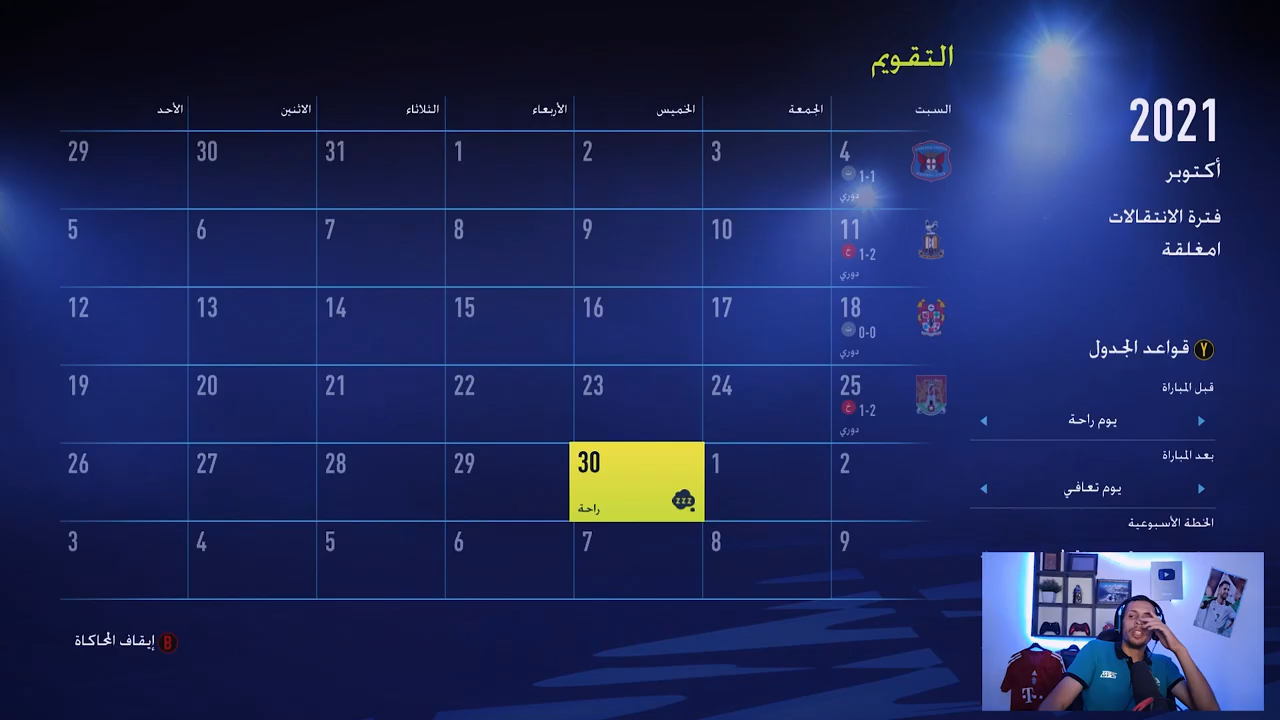 التقويم
السبت
الجمعة
الخميس
الأربعاء
الثلاثاء
الاثنين
الأحد
29 30 31 1 2 3 4
ت 1-1
دوري
5 6 7 8 9 10 11
خ 1-2
دوري
12 13 14 15 16 17 18
ت 0-0
دوري
19 20 21 22 23 24 25
خ 1-2
دوري
26 27 28 29 30 1 2
zzz
راحة
3 4 5 6 7 8 9
2021
أكتوبر
فترة الانتقالات
امغلقة
Y قواعد الجدول
قبل المباراة
يوم راحة
بعد المباراة
يوم تعافي
الخطة الأسبوعية
B إيقاف المحاكاة
T